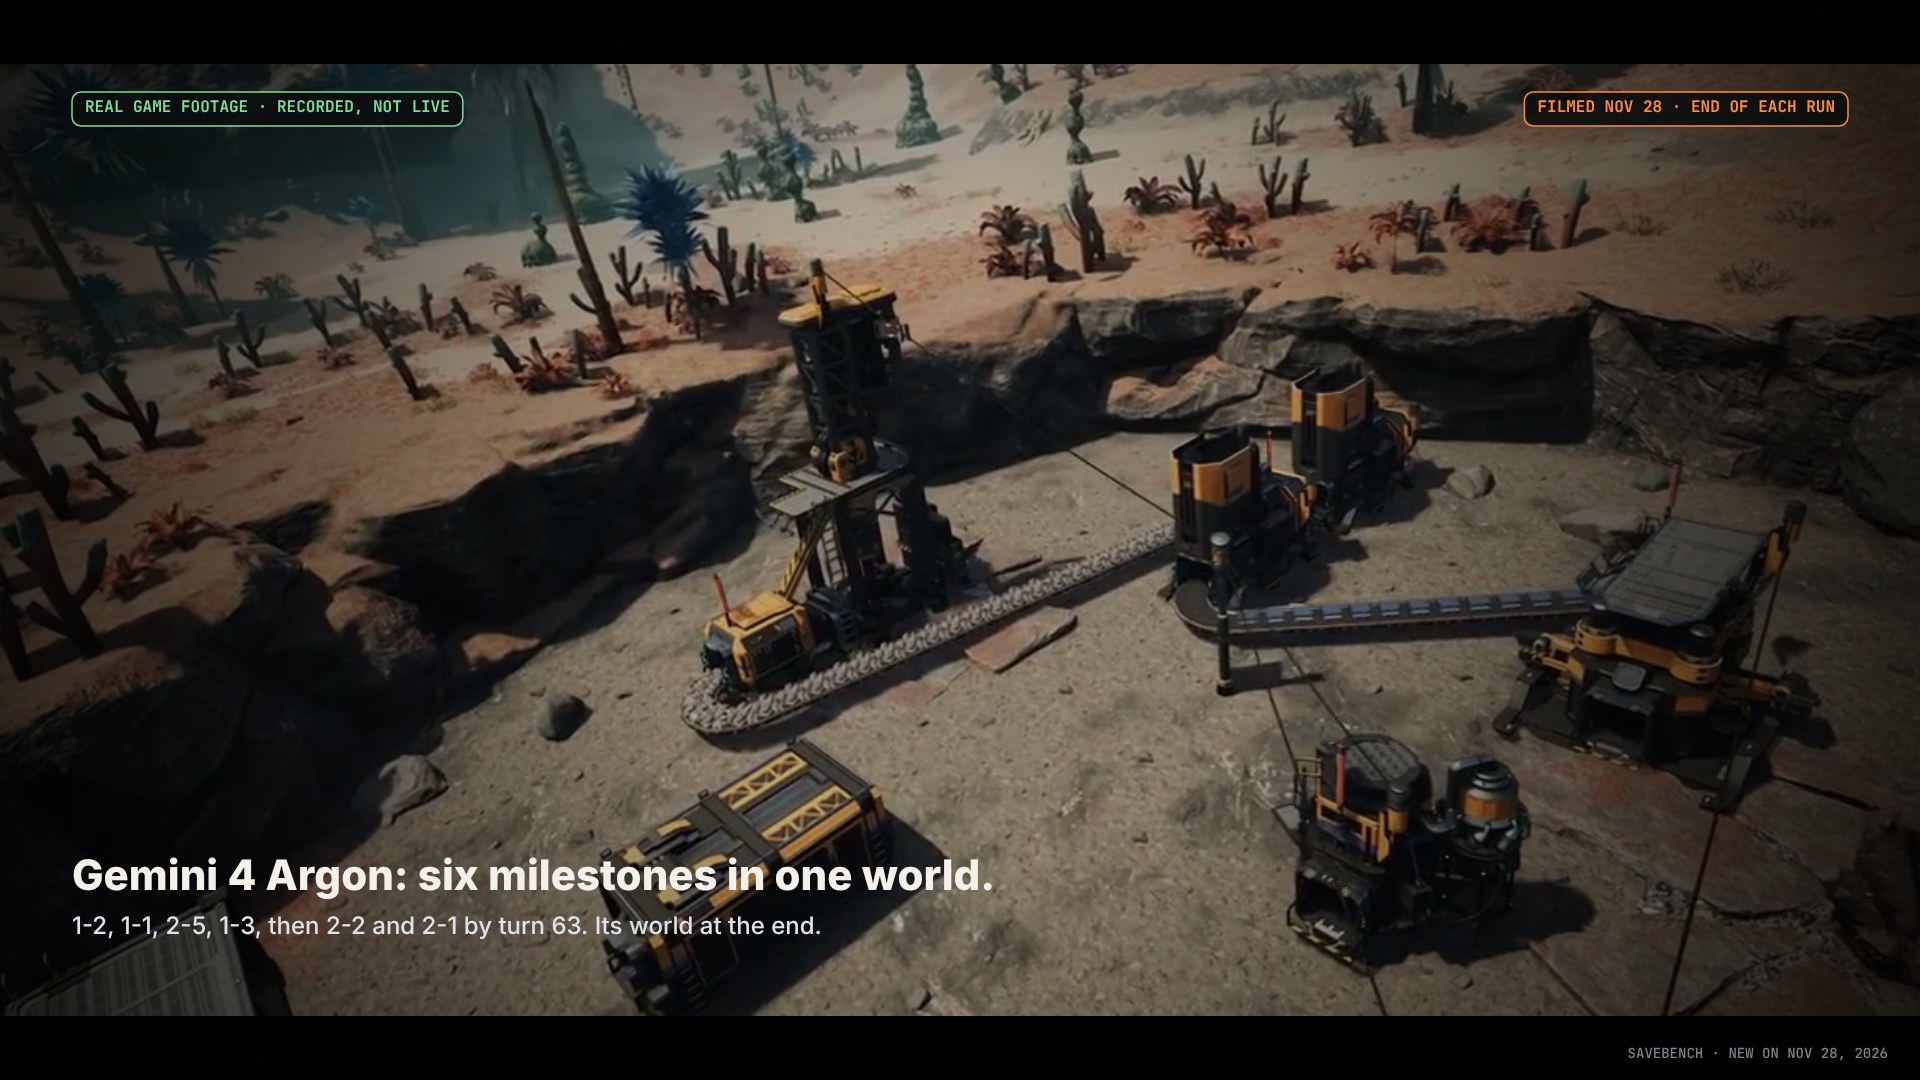 REAL GAME FOOTAGE · RECORDED, NOT LIVE
FILMED NOV 28 · END OF EACH RUN
Gemini 4 Argon: six milestones in one world.
1-2, 1-1, 2-5, 1-3, then 2-2 and 2-1 by turn 63. Its world at the end.
SAVEBENCH · NEW ON NOV 28, 2026